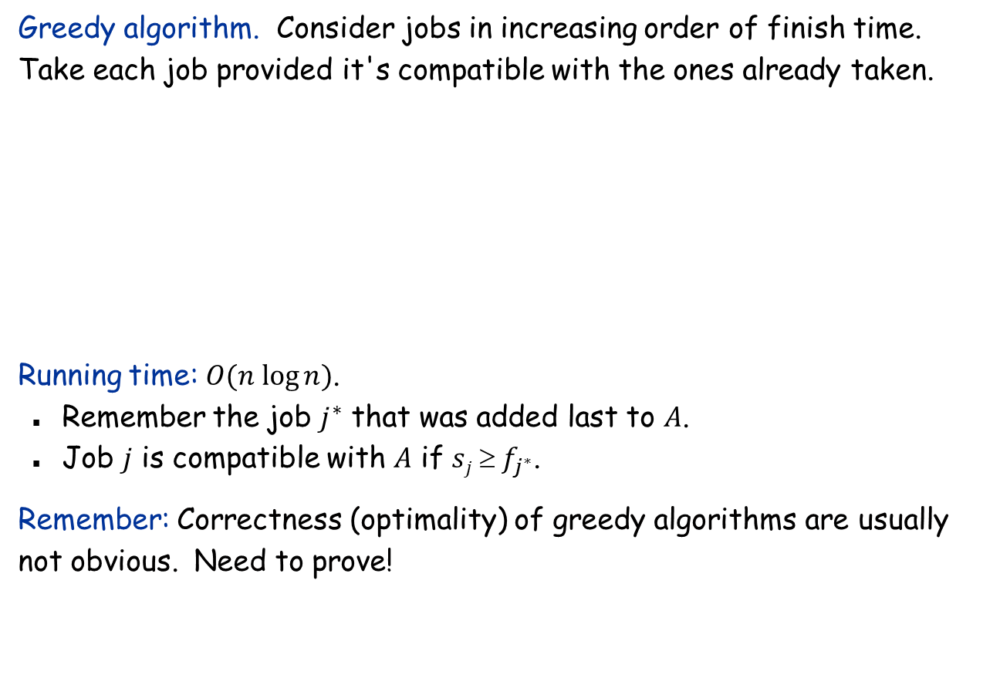 Greedy algorithm. Consider jobs in increasing order of finish time.
Take each job provided it's compatible with the ones already taken.
Running time: O(n log n).
▪ Remember the job j* that was added last to A.
▪ Job j is compatible with A if sⱼ ≥ f_{j*}.
Remember: Correctness (optimality) of greedy algorithms are usually
not obvious. Need to prove!